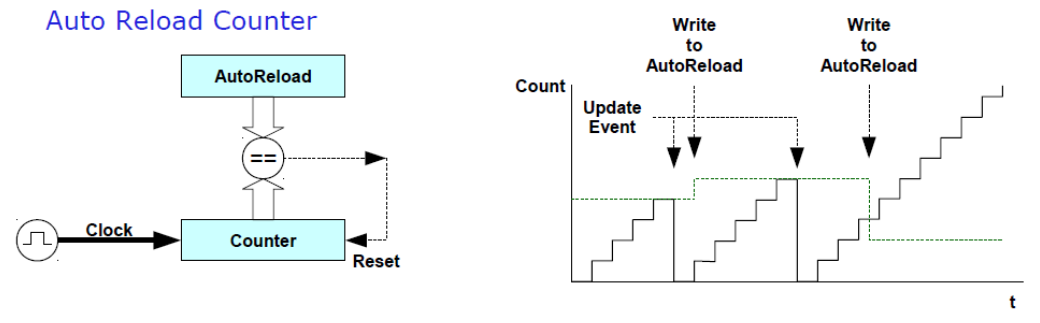 Auto Reload Counter
AutoReload
==
Clock
Counter
Reset
Write
to
AutoReload
Write
to
AutoReload
Count
Update
Event
t